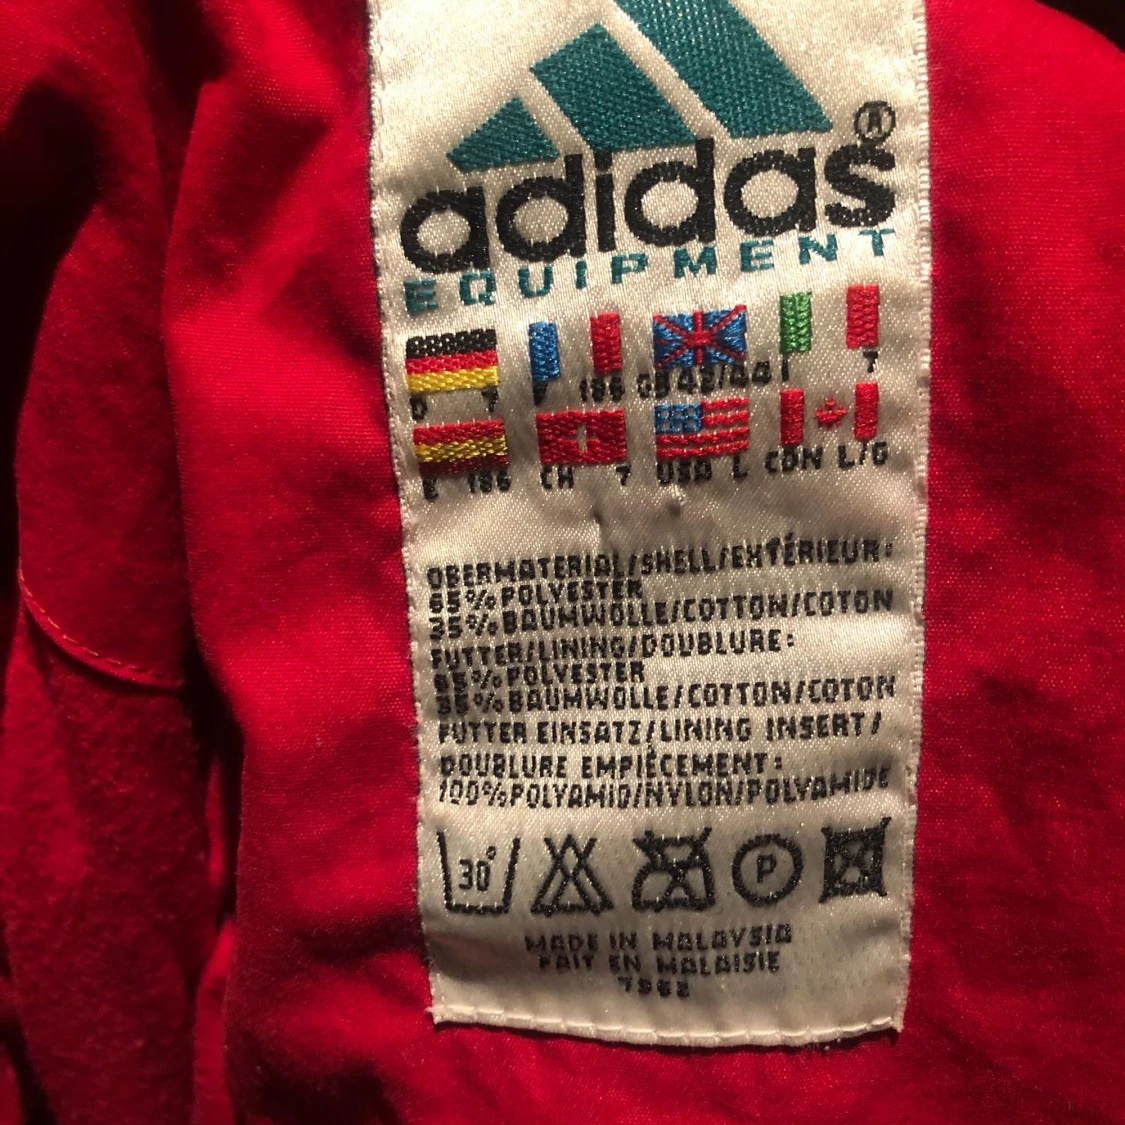 adidas®
EQUIPMENT
D 7 F 186 GB 42/44 I 7
E 186 CH 7 USA L CDN L/G
OBERMATERIAL/SHELL/EXTÉRIEUR:
65%POLYESTER
35%BAUMWOLLE/COTTON/COTON
FUTTER/LINING/DOUBLURE:
65%POLYESTER
35%BAUMWOLLE/COTTON/COTON
FUTTER EINSATZ/LINING INSERT/
DOUBLURE EMPIÈCEMENT:
100%POLYAMID/NYLON/POLYAMIDE
30° P
MADE IN MALAYSIA
FAIT EN MALAISIE